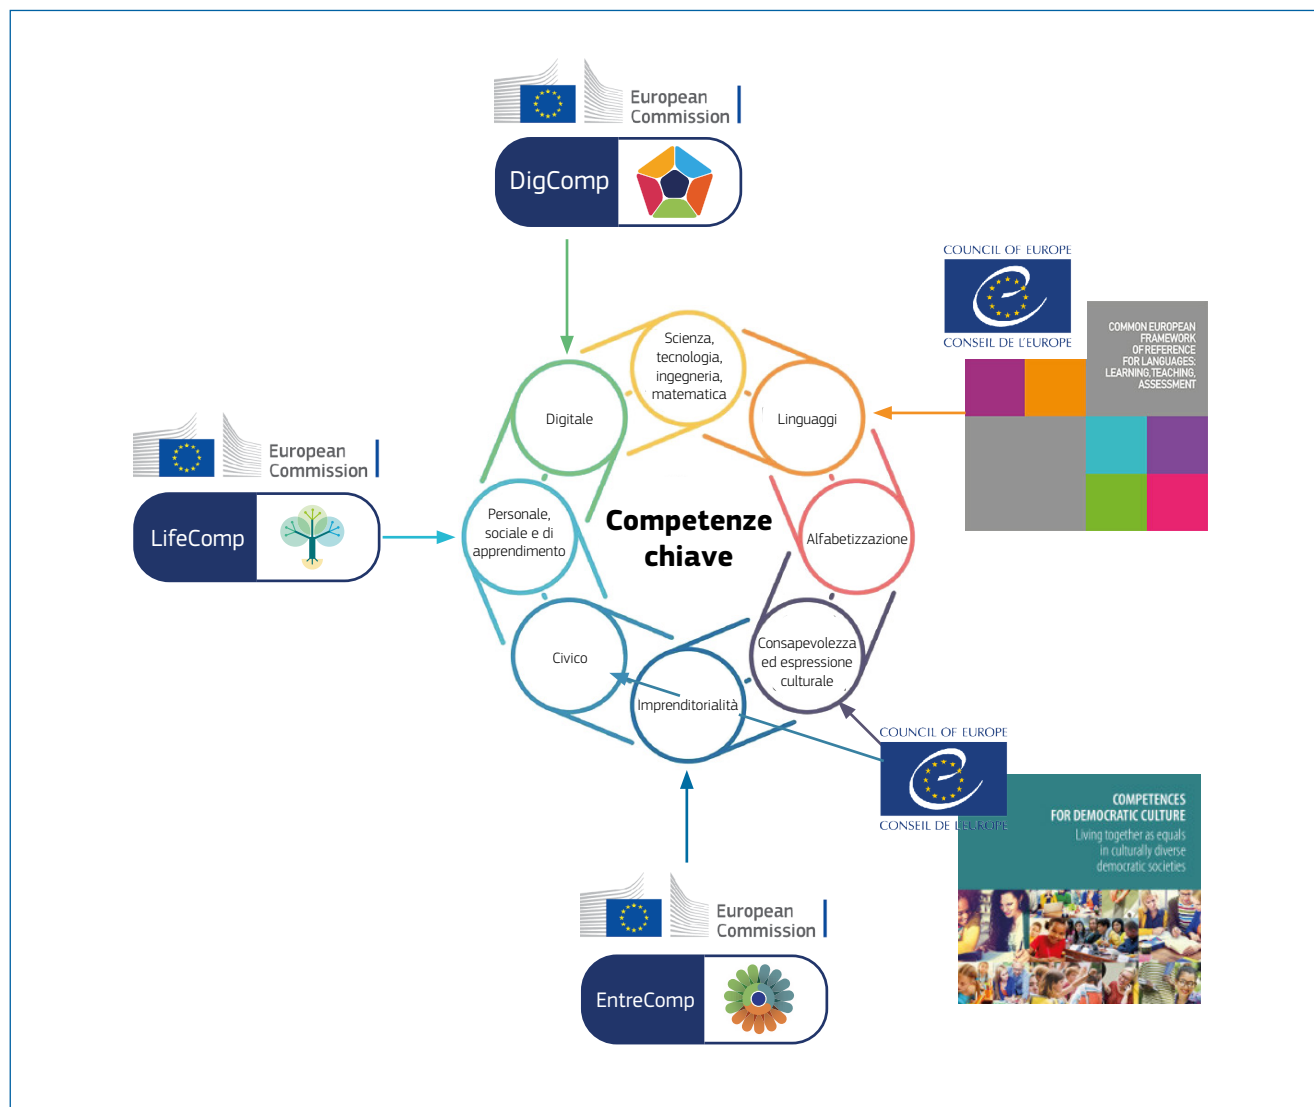 European
Commission
DigComp
COUNCIL OF EUROPE
CONSEIL DE L'EUROPE
COMMON EUROPEAN
FRAMEWORK
OF REFERENCE
FOR LANGUAGES:
LEARNING, TEACHING,
ASSESSMENT
Scienza,
tecnologia,
ingegneria,
matematica
Digitale
Linguaggi
European
Commission
LifeComp
Personale,
sociale e di
apprendimento
Competenze
chiave
Alfabetizzazione
Civico
Consapevolezza
ed espressione
culturale
Imprenditorialità
COUNCIL OF EUROPE
CONSEIL DE L'EUROPE
COMPETENCES
FOR DEMOCRATIC CULTURE
Living together as equals
in culturally diverse
democratic societies
European
Commission
EntreComp